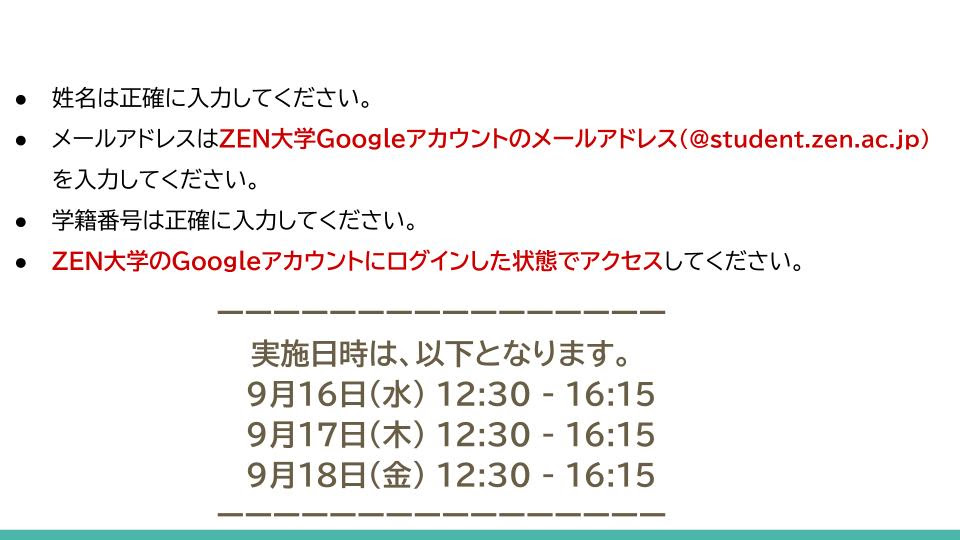 ● 姓名は正確に入力してください。
● メールアドレスはZEN大学Googleアカウントのメールアドレス(@student.zen.ac.jp)
を入力してください。
● 学籍番号は正確に入力してください。
● ZEN大学のGoogleアカウントにログインした状態でアクセスしてください。
ーーーーーーーーーーーーーーーー
実施日時は、以下となります。
9月16日(水) 12:30 - 16:15
9月17日(木) 12:30 - 16:15
9月18日(金) 12:30 - 16:15
ーーーーーーーーーーーーーーーー